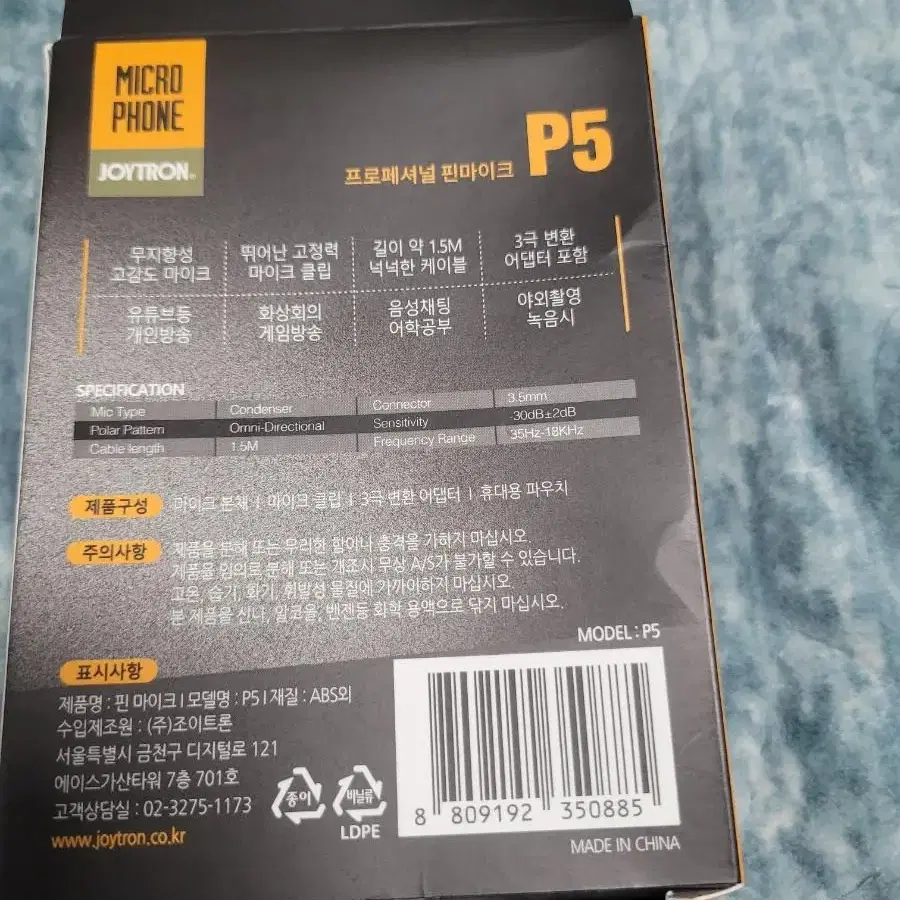 MICRO
PHONE
JOYTRON®
프로페셔널 핀마이크 P5
무지향성
고감도 마이크
뛰어난 고정력
마이크 클립
길이 약 1.5M
넉넉한 케이블
3극 변환
어댑터 포함
유튜브등
개인방송
화상회의
게임방송
음성채팅
어학공부
야외촬영
녹음시
SPECIFICATION
Mic Type Condenser Connector 3.5mm
Polar Pattern Omni-Directional Sensitivity -30dB±2dB
Cable length 1.5M Frequency Range 35Hz-18KHz
제품구성 마이크 본체 | 마이크 클립 | 3극 변환 어댑터 | 휴대용 파우치
주의사항 제품을 분해 또는 무리한 힘이나 충격을 가하지 마십시오.
제품을 임의로 분해 또는 개조시 무상 A/S가 불가할 수 있습니다.
고온, 습기, 화기, 휘발성 물질에 가까이하지 마십시오.
본 제품을 신나, 알코올, 벤젠등 화학 용액으로 닦지 마십시오.
MODEL : P5
표시사항
제품명 : 핀 마이크 | 모델명 : P5 | 재질 : ABS외
수입제조원 : (주)조이트론
서울특별시 금천구 디지털로 121
에이스가산타워 7층 701호
고객상담실 : 02-3275-1173
www.joytron.co.kr
종이
비닐류
LDPE
8 809192 350885
MADE IN CHINA